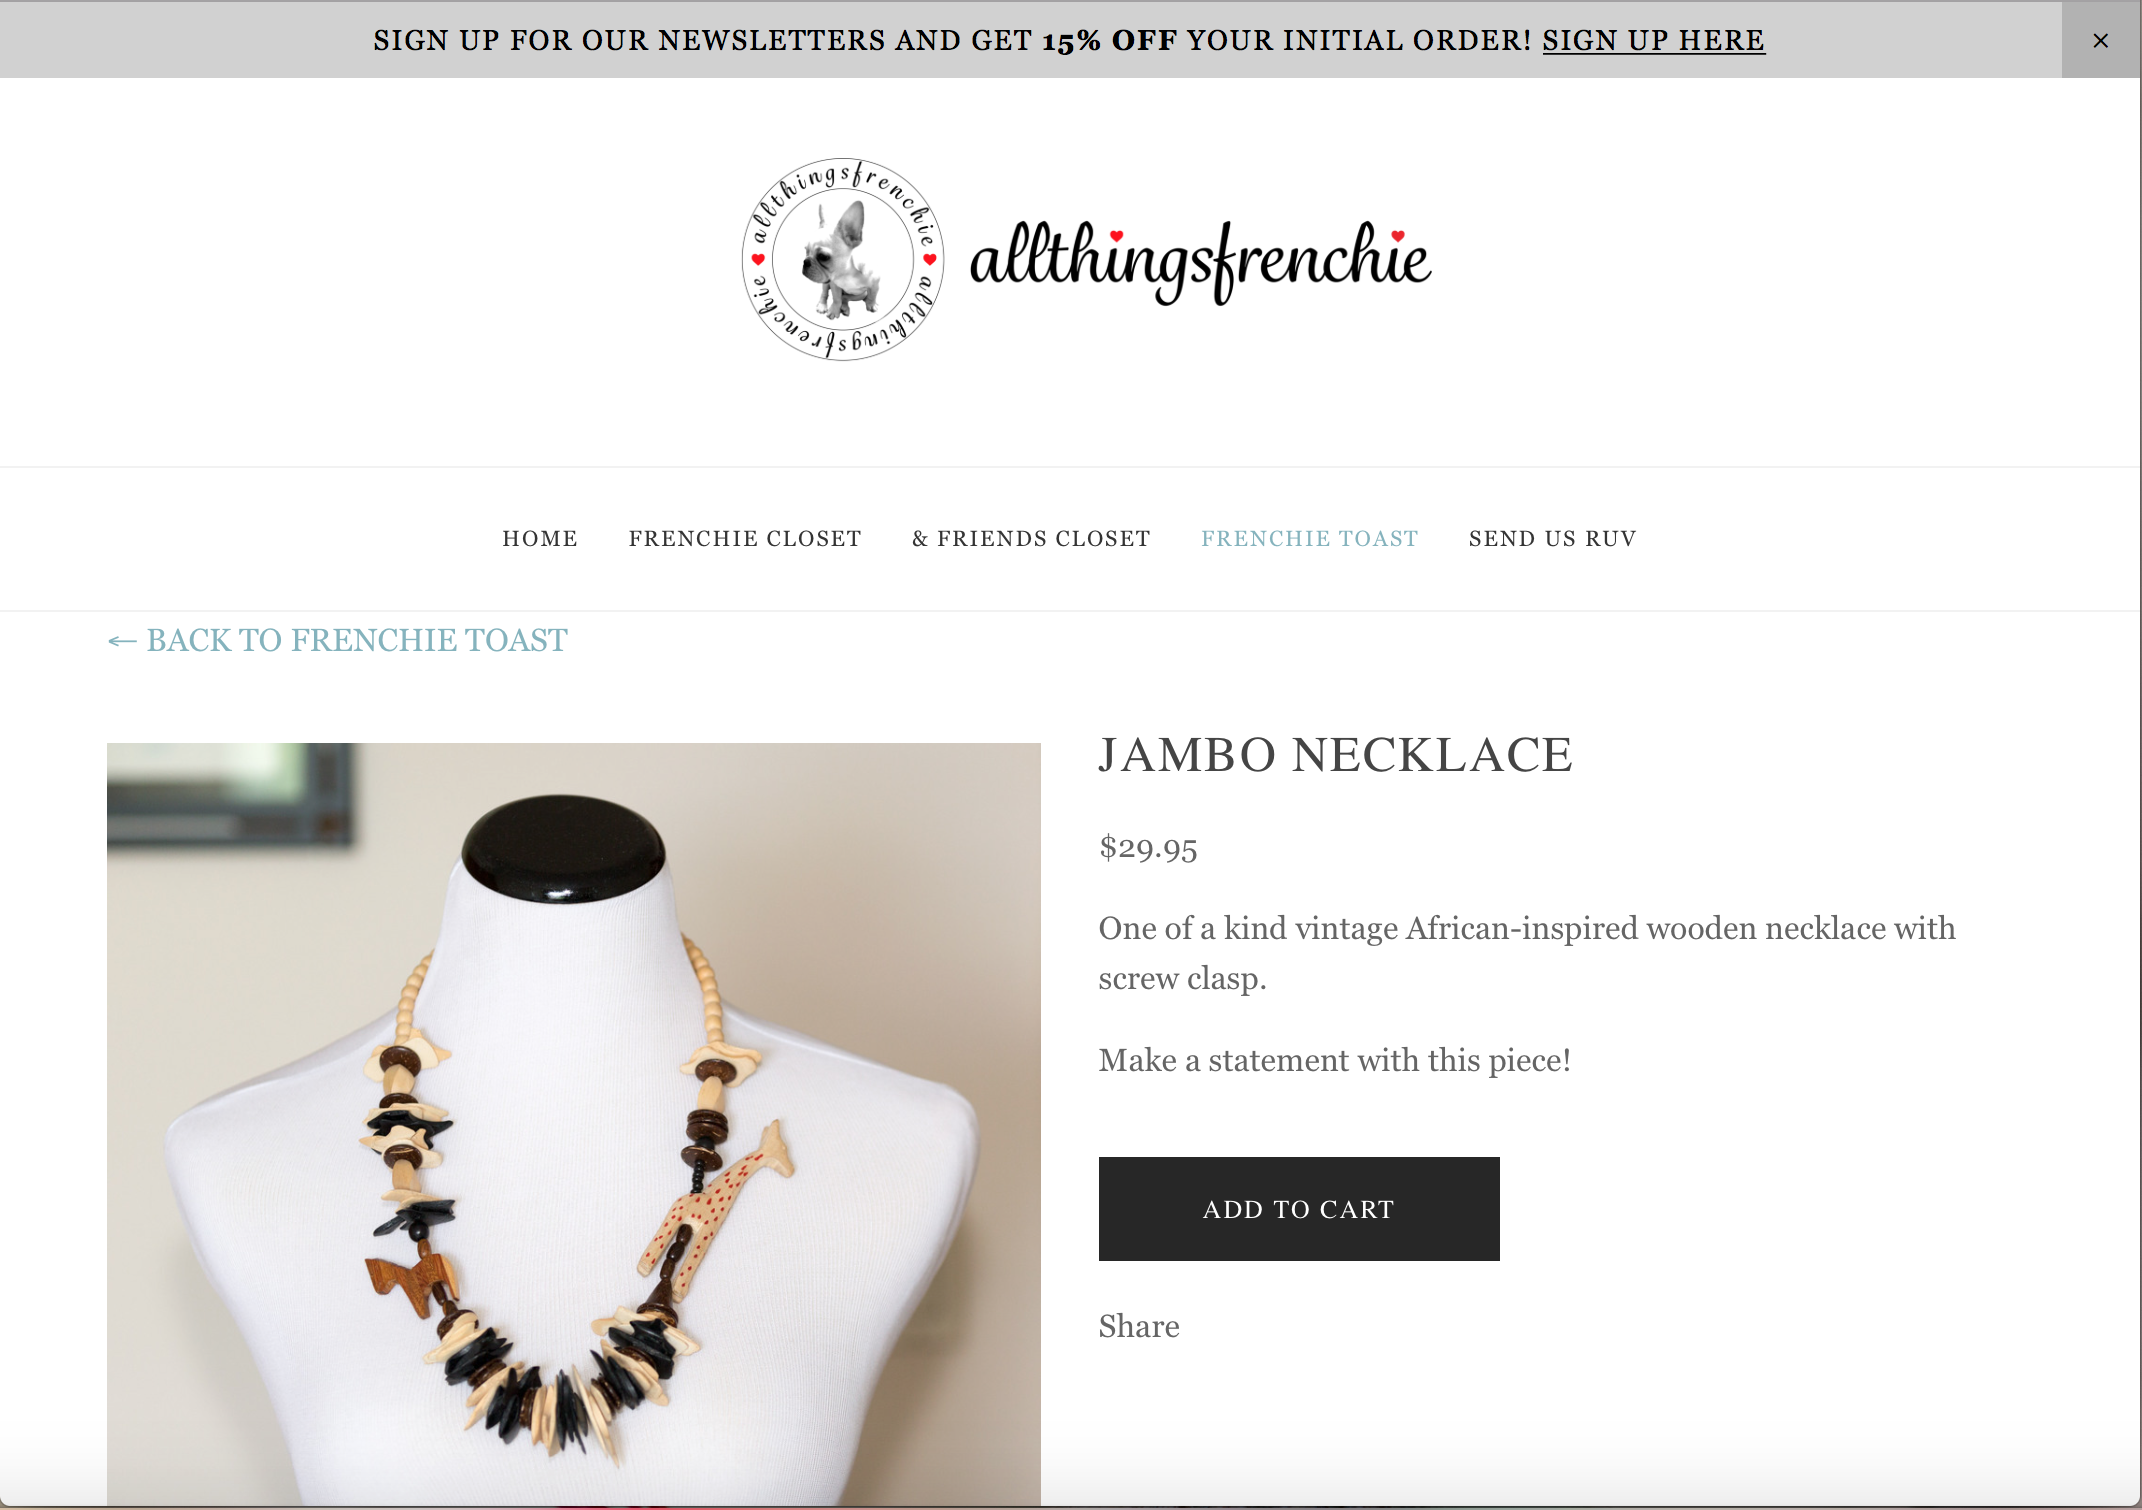 SIGN UP FOR OUR NEWSLETTERS AND GET 15% OFF YOUR INITIAL ORDER! SIGN UP HERE ×
allthingsfrenchie allthingsfrenchie
allthingsfrenchie
HOME FRENCHIE CLOSET & FRIENDS CLOSET FRENCHIE TOAST SEND US RUV
← BACK TO FRENCHIE TOAST
JAMBO NECKLACE
$29.95
One of a kind vintage African-inspired wooden necklace with
screw clasp.
Make a statement with this piece!
ADD TO CART
Share